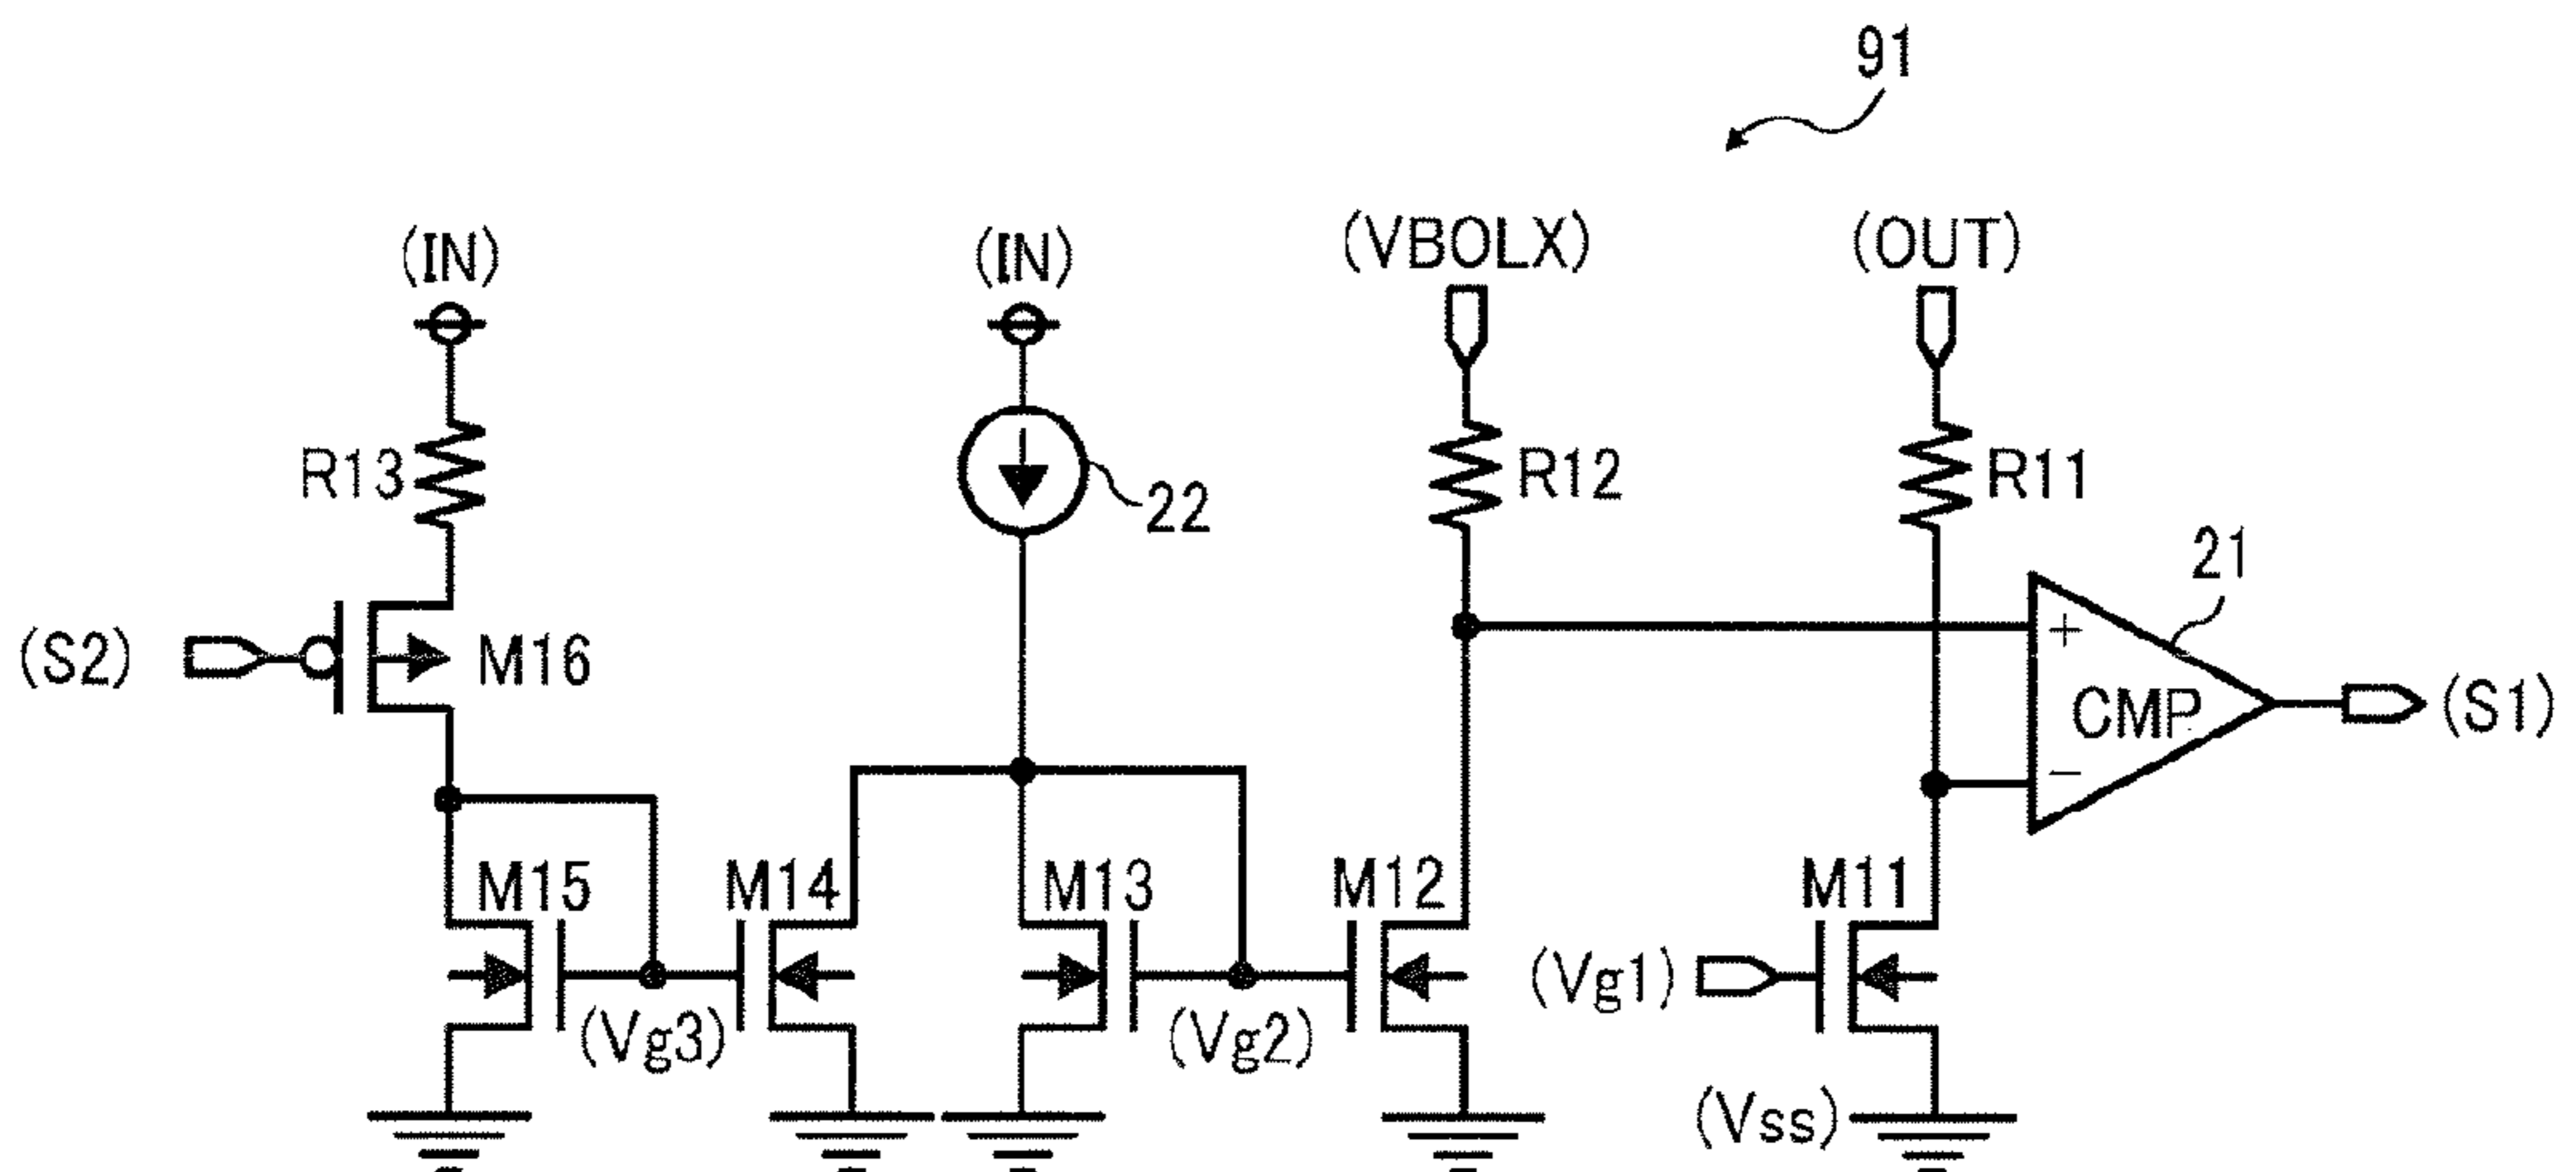 91
(IN)
(IN)
(VBOLX)
(OUT)
R13
22
R12
R11
21
(S2)
M16
+
CMP
−
(S1)
M15
M14
M13
M12
M11
(Vg3)
(Vg2)
(Vg1)
(Vss)